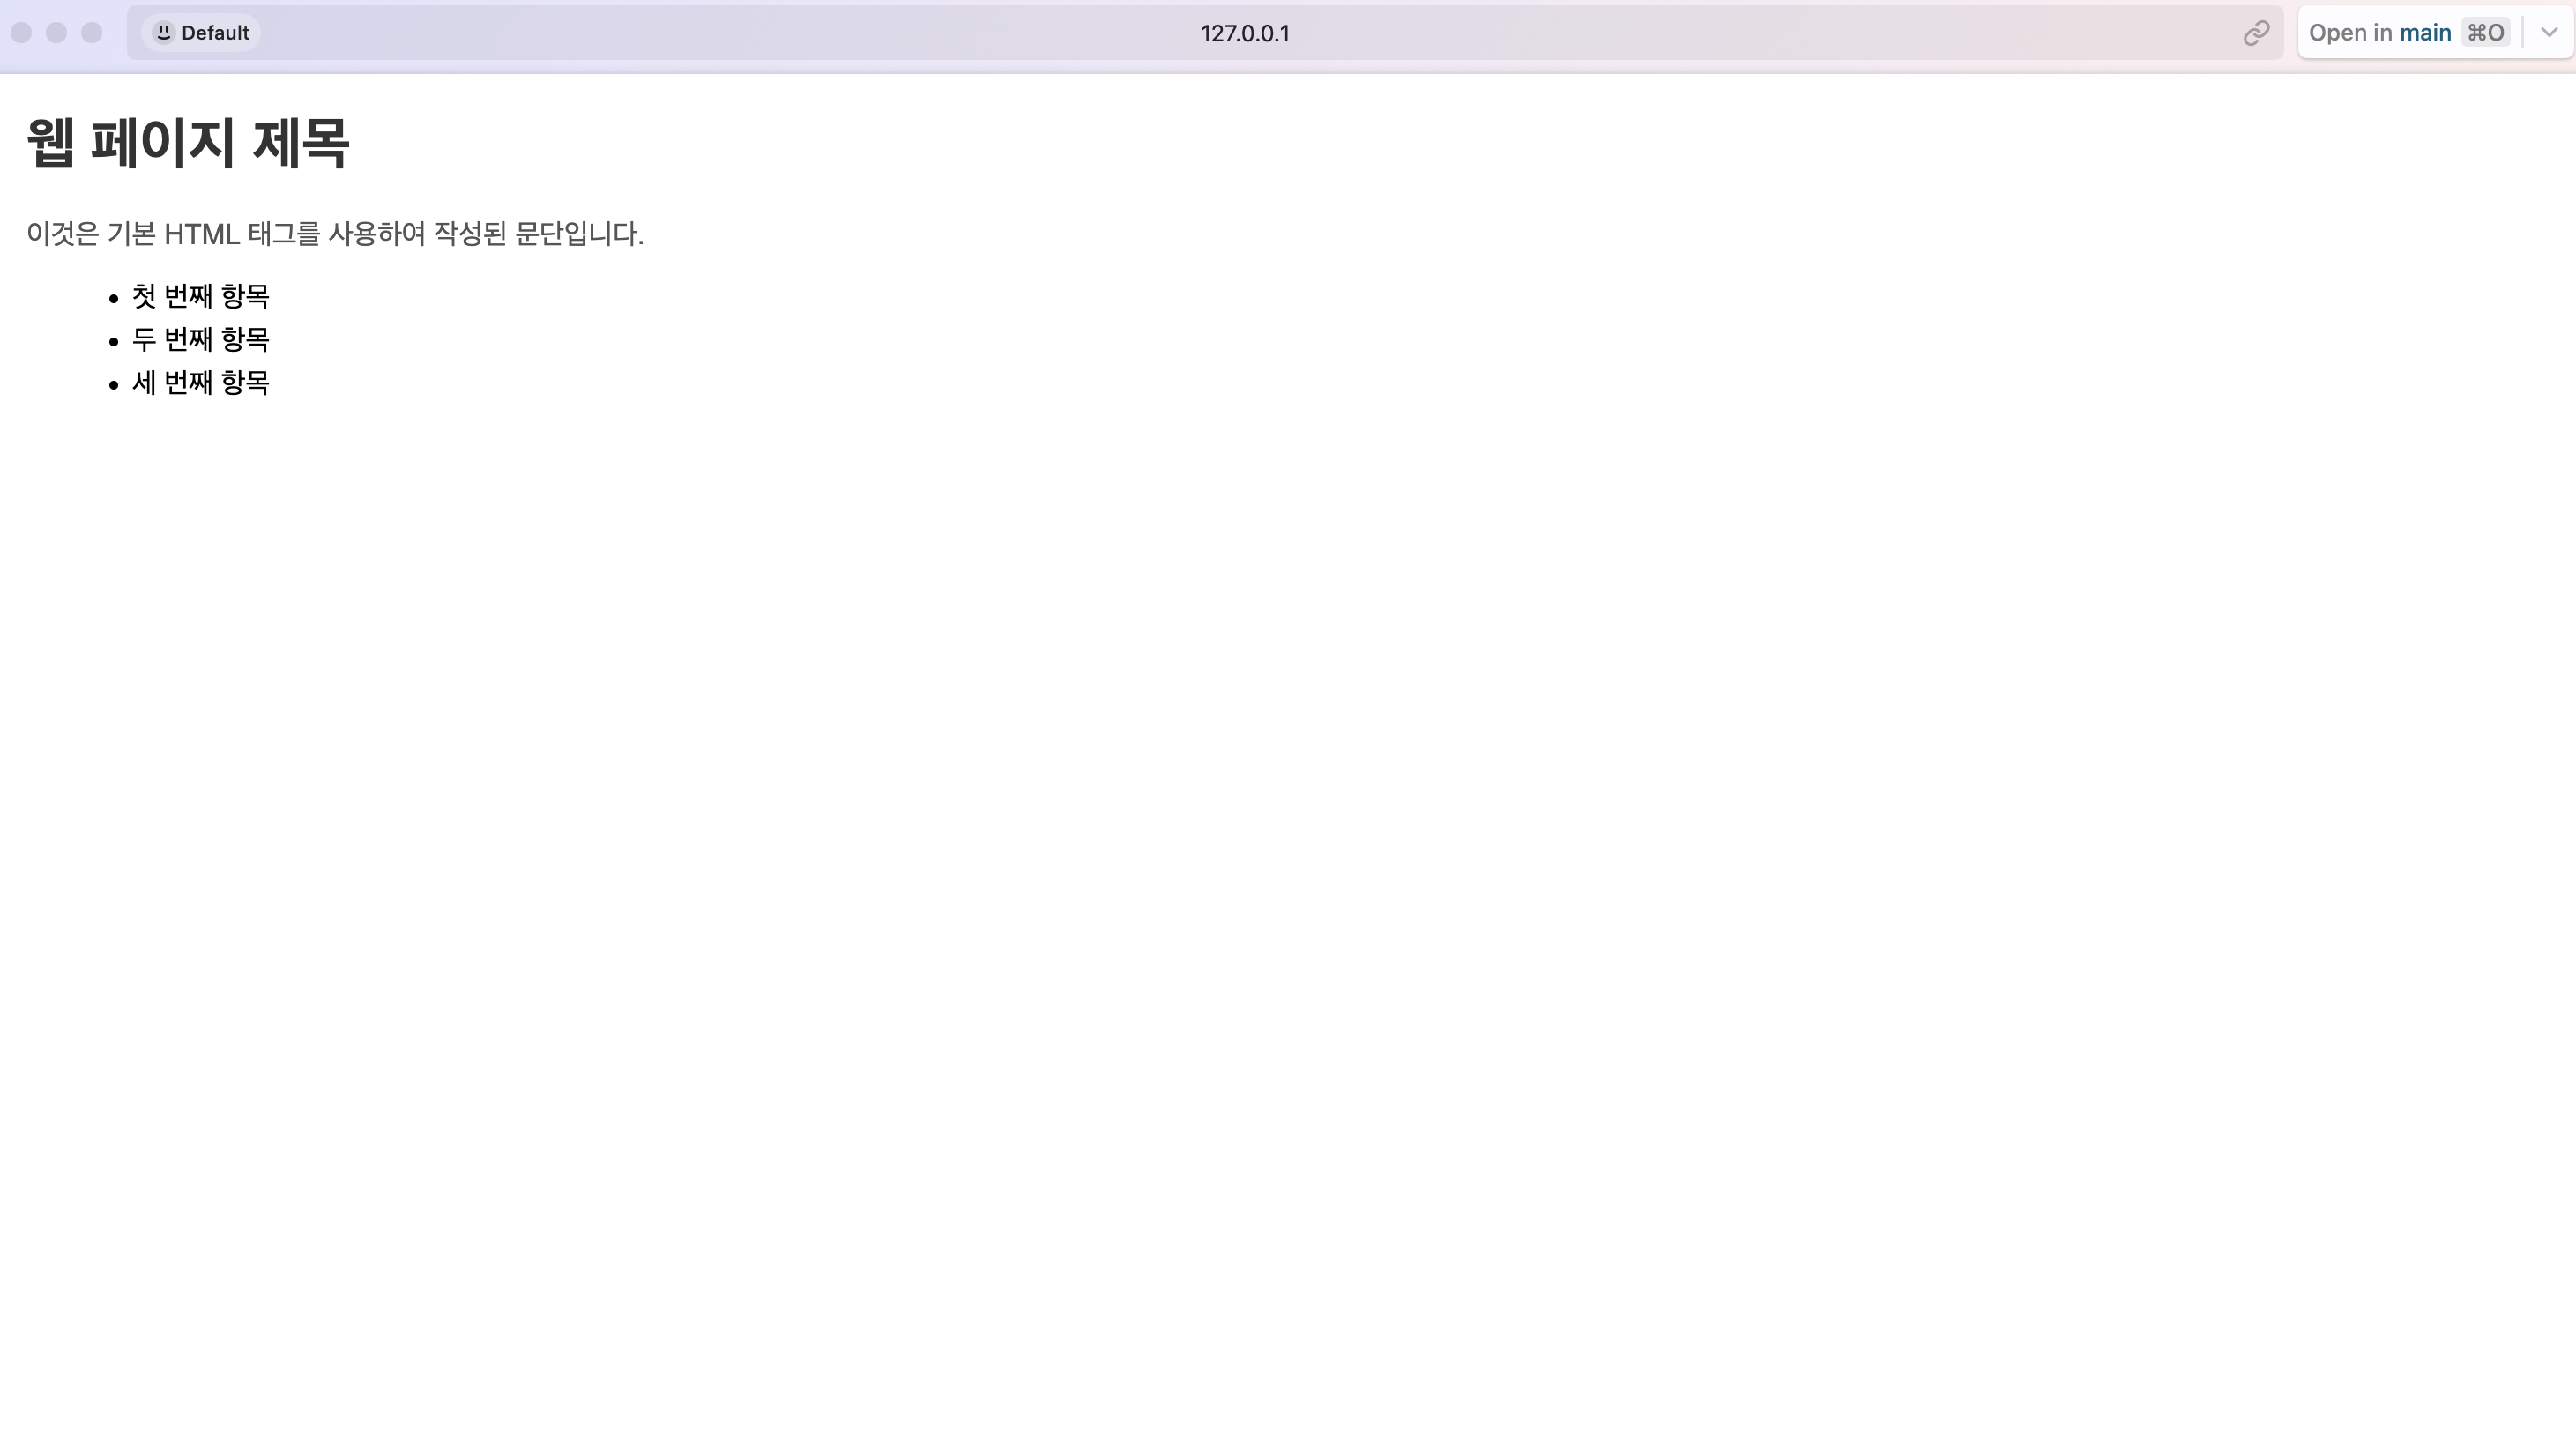 Default
127.0.0.1
Open in main ⌘O
웹 페이지 제목
이것은 기본 HTML 태그를 사용하여 작성된 문단입니다.
• 첫 번째 항목
• 두 번째 항목
• 세 번째 항목